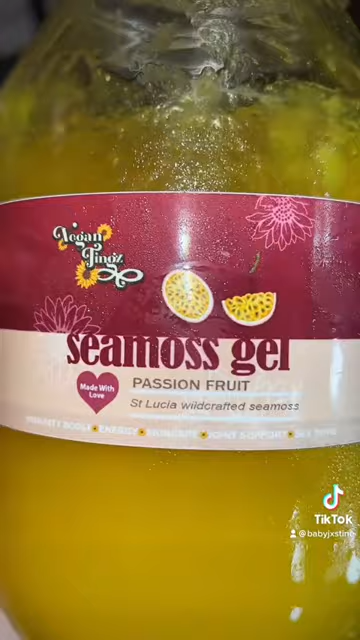 Vegan
Tingz
seamoss gel
Made With
Love
PASSION FRUIT
St Lucia wildcrafted seamoss
ENERGY
JOINT SUPPORT
TikTok
@babyjxstine